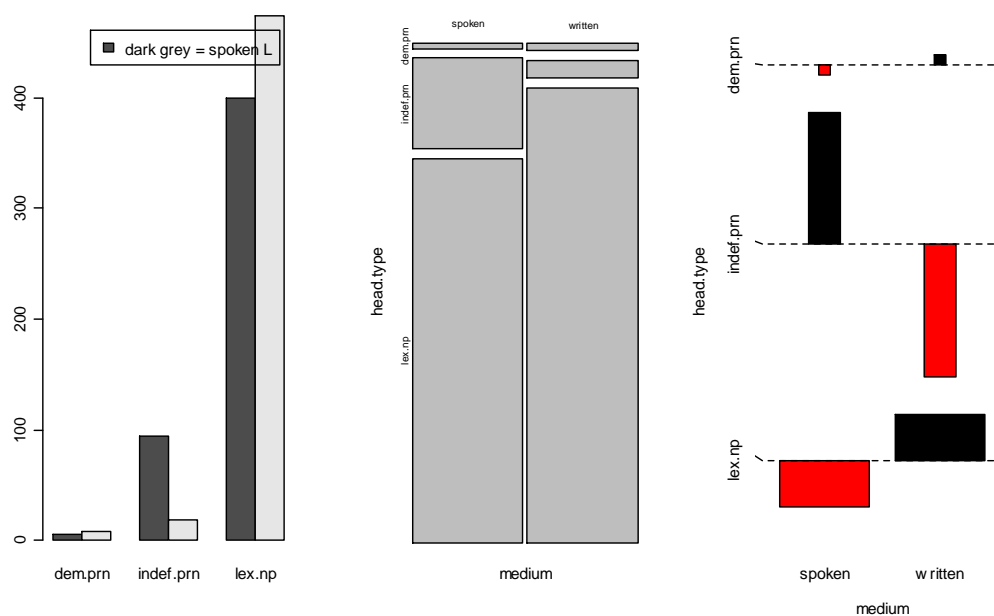 dark grey = spoken L
400
300
200
100
0
dem.prn indef.prn lex.np
spoken written
dem.prn
indef.prn
lex.np
head.type
medium
dem.prn
indef.prn
lex.np
head.type
spoken w ritten
medium